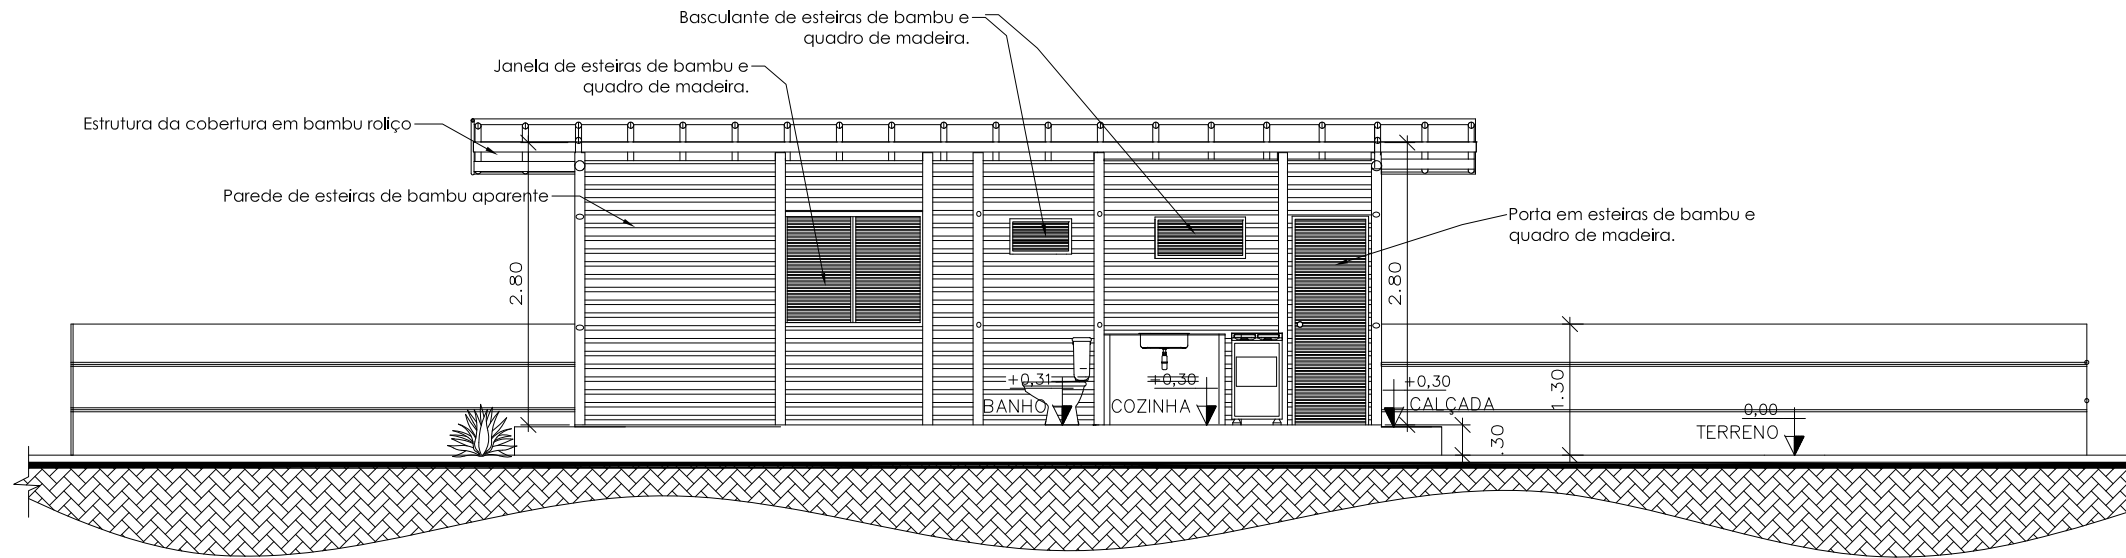 Basculante de esteiras de bambu e
quadro de madeira.
Janela de esteiras de bambu e
quadro de madeira.
Estrutura da cobertura em bambu roliço
Parede de esteiras de bambu aparente
Porta em esteiras de bambu e
quadro de madeira.
2.80
2.80
+0,31
BANHO
+0,30
COZINHA
+0,30
CALÇADA
1.30
.30
0,00
TERRENO